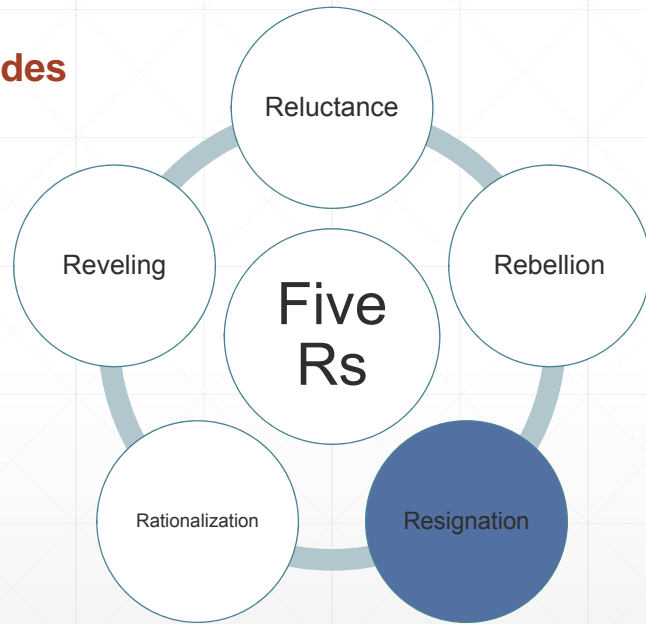 des
Reluctance
Reveling
Rebellion
Five
Rs
Rationalization
Resignation